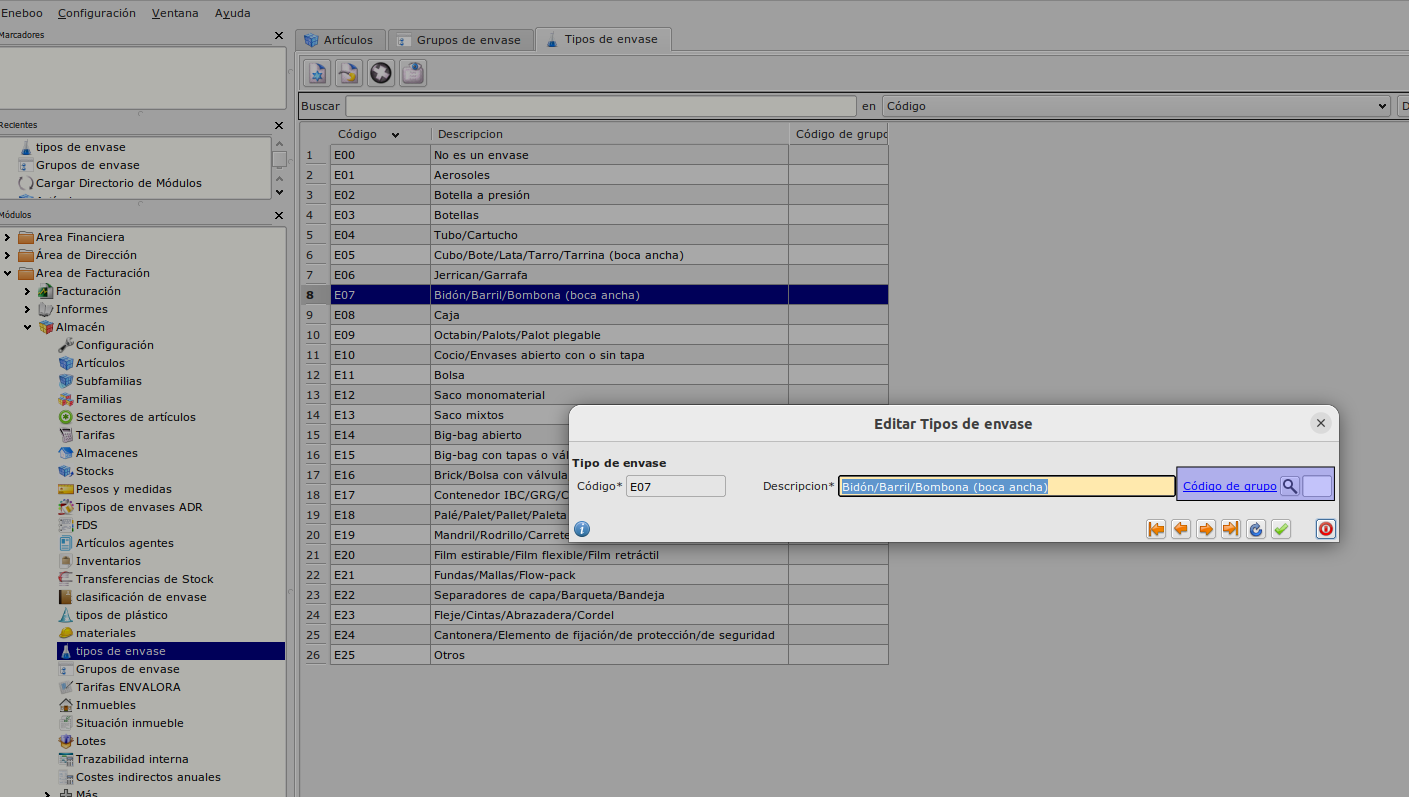 Eneboo Configuración Ventana Ayuda
Marcadores
Recientes
tipos de envase
Grupos de envase
Cargar Directorio de Módulos
Módulos
Area Financiera
Área de Dirección
Area de Facturación
Facturación
Informes
Almacén
Configuración
Artículos
Subfamilias
Familias
Sectores de artículos
Tarifas
Almacenes
Stocks
Pesos y medidas
Tipos de envases ADR
FDS
Artículos agentes
Inventarios
Transferencias de Stock
clasificación de envase
tipos de plástico
materiales
tipos de envase
Grupos de envase
Tarifas ENVALORA
Inmuebles
Situación inmueble
Lotes
Trazabilidad interna
Costes indirectos anuales
Más
Artículos Grupos de envase Tipos de envase
Buscar en Código D
Código Descripcion Código de grupo
1 E00 No es un envase
2 E01 Aerosoles
3 E02 Botella a presión
4 E03 Botellas
5 E04 Tubo/Cartucho
6 E05 Cubo/Bote/Lata/Tarro/Tarrina (boca ancha)
7 E06 Jerrican/Garrafa
8 E07 Bidón/Barril/Bombona (boca ancha)
9 E08 Caja
10 E09 Octabin/Palots/Palot plegable
11 E10 Cocio/Envases abierto con o sin tapa
12 E11 Bolsa
13 E12 Saco monomaterial
14 E13 Saco mixtos
15 E14 Big-bag abierto
16 E15 Big-bag con tapas o vál
17 E16 Brick/Bolsa con válvula
18 E17 Contenedor IBC/GRG/C
19 E18 Palé/Palet/Pallet/Paleta
20 E19 Mandril/Rodrillo/Carrete
21 E20 Film estirable/Film flexible/Film retráctil
22 E21 Fundas/Mallas/Flow-pack
23 E22 Separadores de capa/Barqueta/Bandeja
24 E23 Fleje/Cintas/Abrazadera/Cordel
25 E24 Cantonera/Elemento de fijación/de protección/de seguridad
26 E25 Otros
Editar Tipos de envase
Tipo de envase
Código* E07 Descripcion* Bidón/Barril/Bombona (boca ancha) Código de grupo